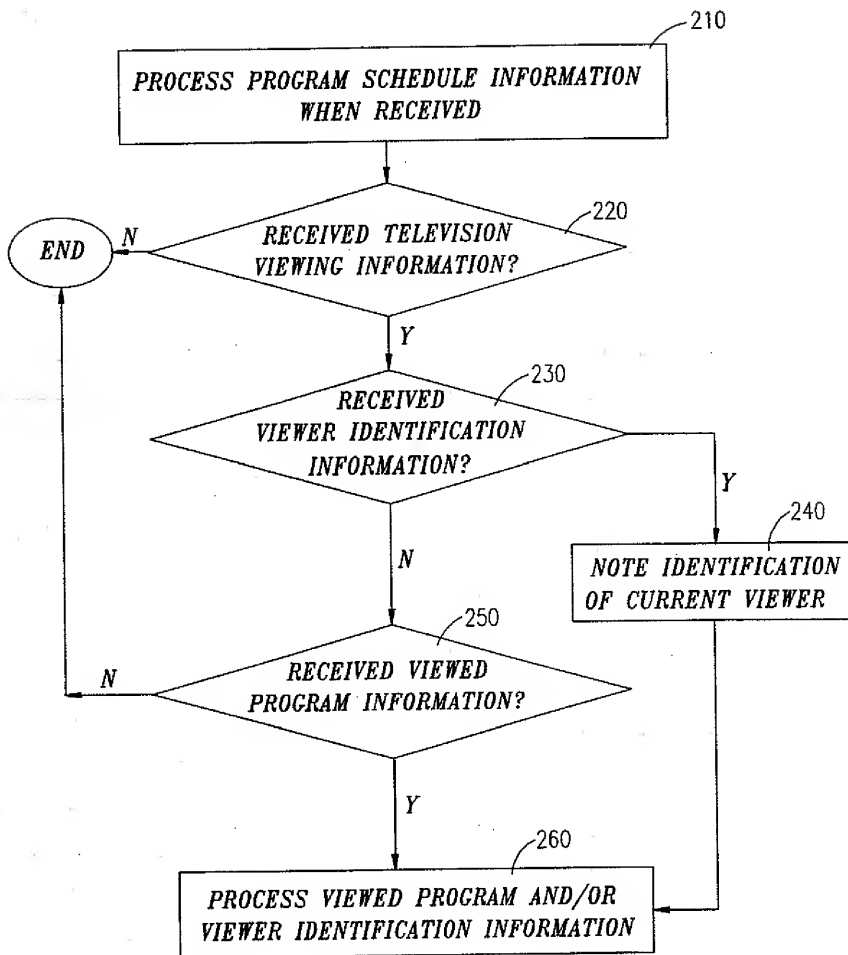 210
PROCESS PROGRAM SCHEDULE INFORMATION
WHEN RECEIVED
220
END
N
RECEIVED TELEVISION
VIEWING INFORMATION?
Y
230
RECEIVED
VIEWER IDENTIFICATION
INFORMATION?
Y
240
N
NOTE IDENTIFICATION
OF CURRENT VIEWER
250
RECEIVED VIEWED
PROGRAM INFORMATION?
N
Y
260
PROCESS VIEWED PROGRAM AND/OR
VIEWER IDENTIFICATION INFORMATION